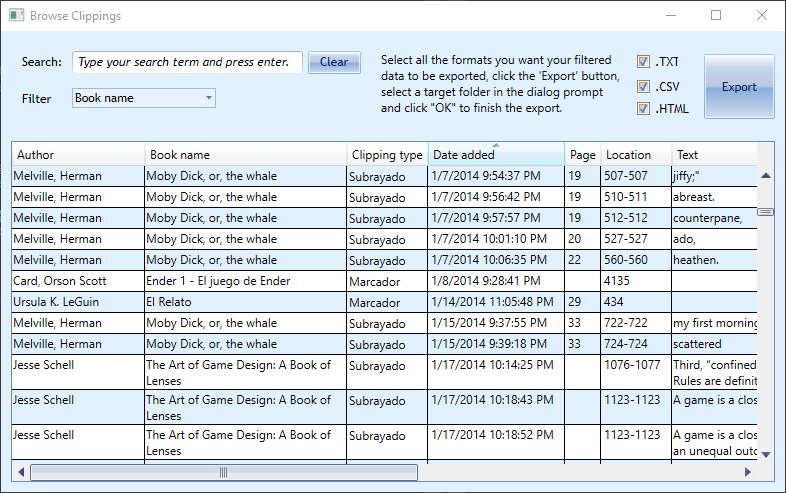 Browse Clippings
Search: Type your search term and press enter. Clear
Filter Book name
Select all the formats you want your filtered
data to be exported, click the 'Export' button,
select a target folder in the dialog prompt
and click "OK" to finish the export.
.TXT
.CSV
.HTML
Export
Author Book name Clipping type Date added Page Location Text
Melville, Herman Moby Dick, or, the whale Subrayado 1/7/2014 9:54:37 PM 19 507-507 jiffy;"
Melville, Herman Moby Dick, or, the whale Subrayado 1/7/2014 9:56:42 PM 19 510-511 abreast.
Melville, Herman Moby Dick, or, the whale Subrayado 1/7/2014 9:57:57 PM 19 512-512 counterpane,
Melville, Herman Moby Dick, or, the whale Subrayado 1/7/2014 10:01:10 PM 20 527-527 ado,
Melville, Herman Moby Dick, or, the whale Subrayado 1/7/2014 10:06:35 PM 22 560-560 heathen.
Card, Orson Scott Ender 1 - El juego de Ender Marcador 1/8/2014 9:28:41 PM 4135
Ursula K. LeGuin El Relato Marcador 1/14/2014 11:05:48 PM 29 434
Melville, Herman Moby Dick, or, the whale Subrayado 1/15/2014 9:37:55 PM 33 722-722 my first morning
Melville, Herman Moby Dick, or, the whale Subrayado 1/15/2014 9:39:18 PM 33 724-724 scattered
Jesse Schell The Art of Game Design: A Book of Subrayado 1/17/2014 10:14:25 PM 1076-1077 Third, “confined
Lenses Rules are definit
Jesse Schell The Art of Game Design: A Book of Subrayado 1/17/2014 10:18:43 PM 1123-1123 A game is a clos
Lenses
Jesse Schell The Art of Game Design: A Book of Subrayado 1/17/2014 10:18:52 PM 1123-1123 A game is a clos
Lenses an unequal outc